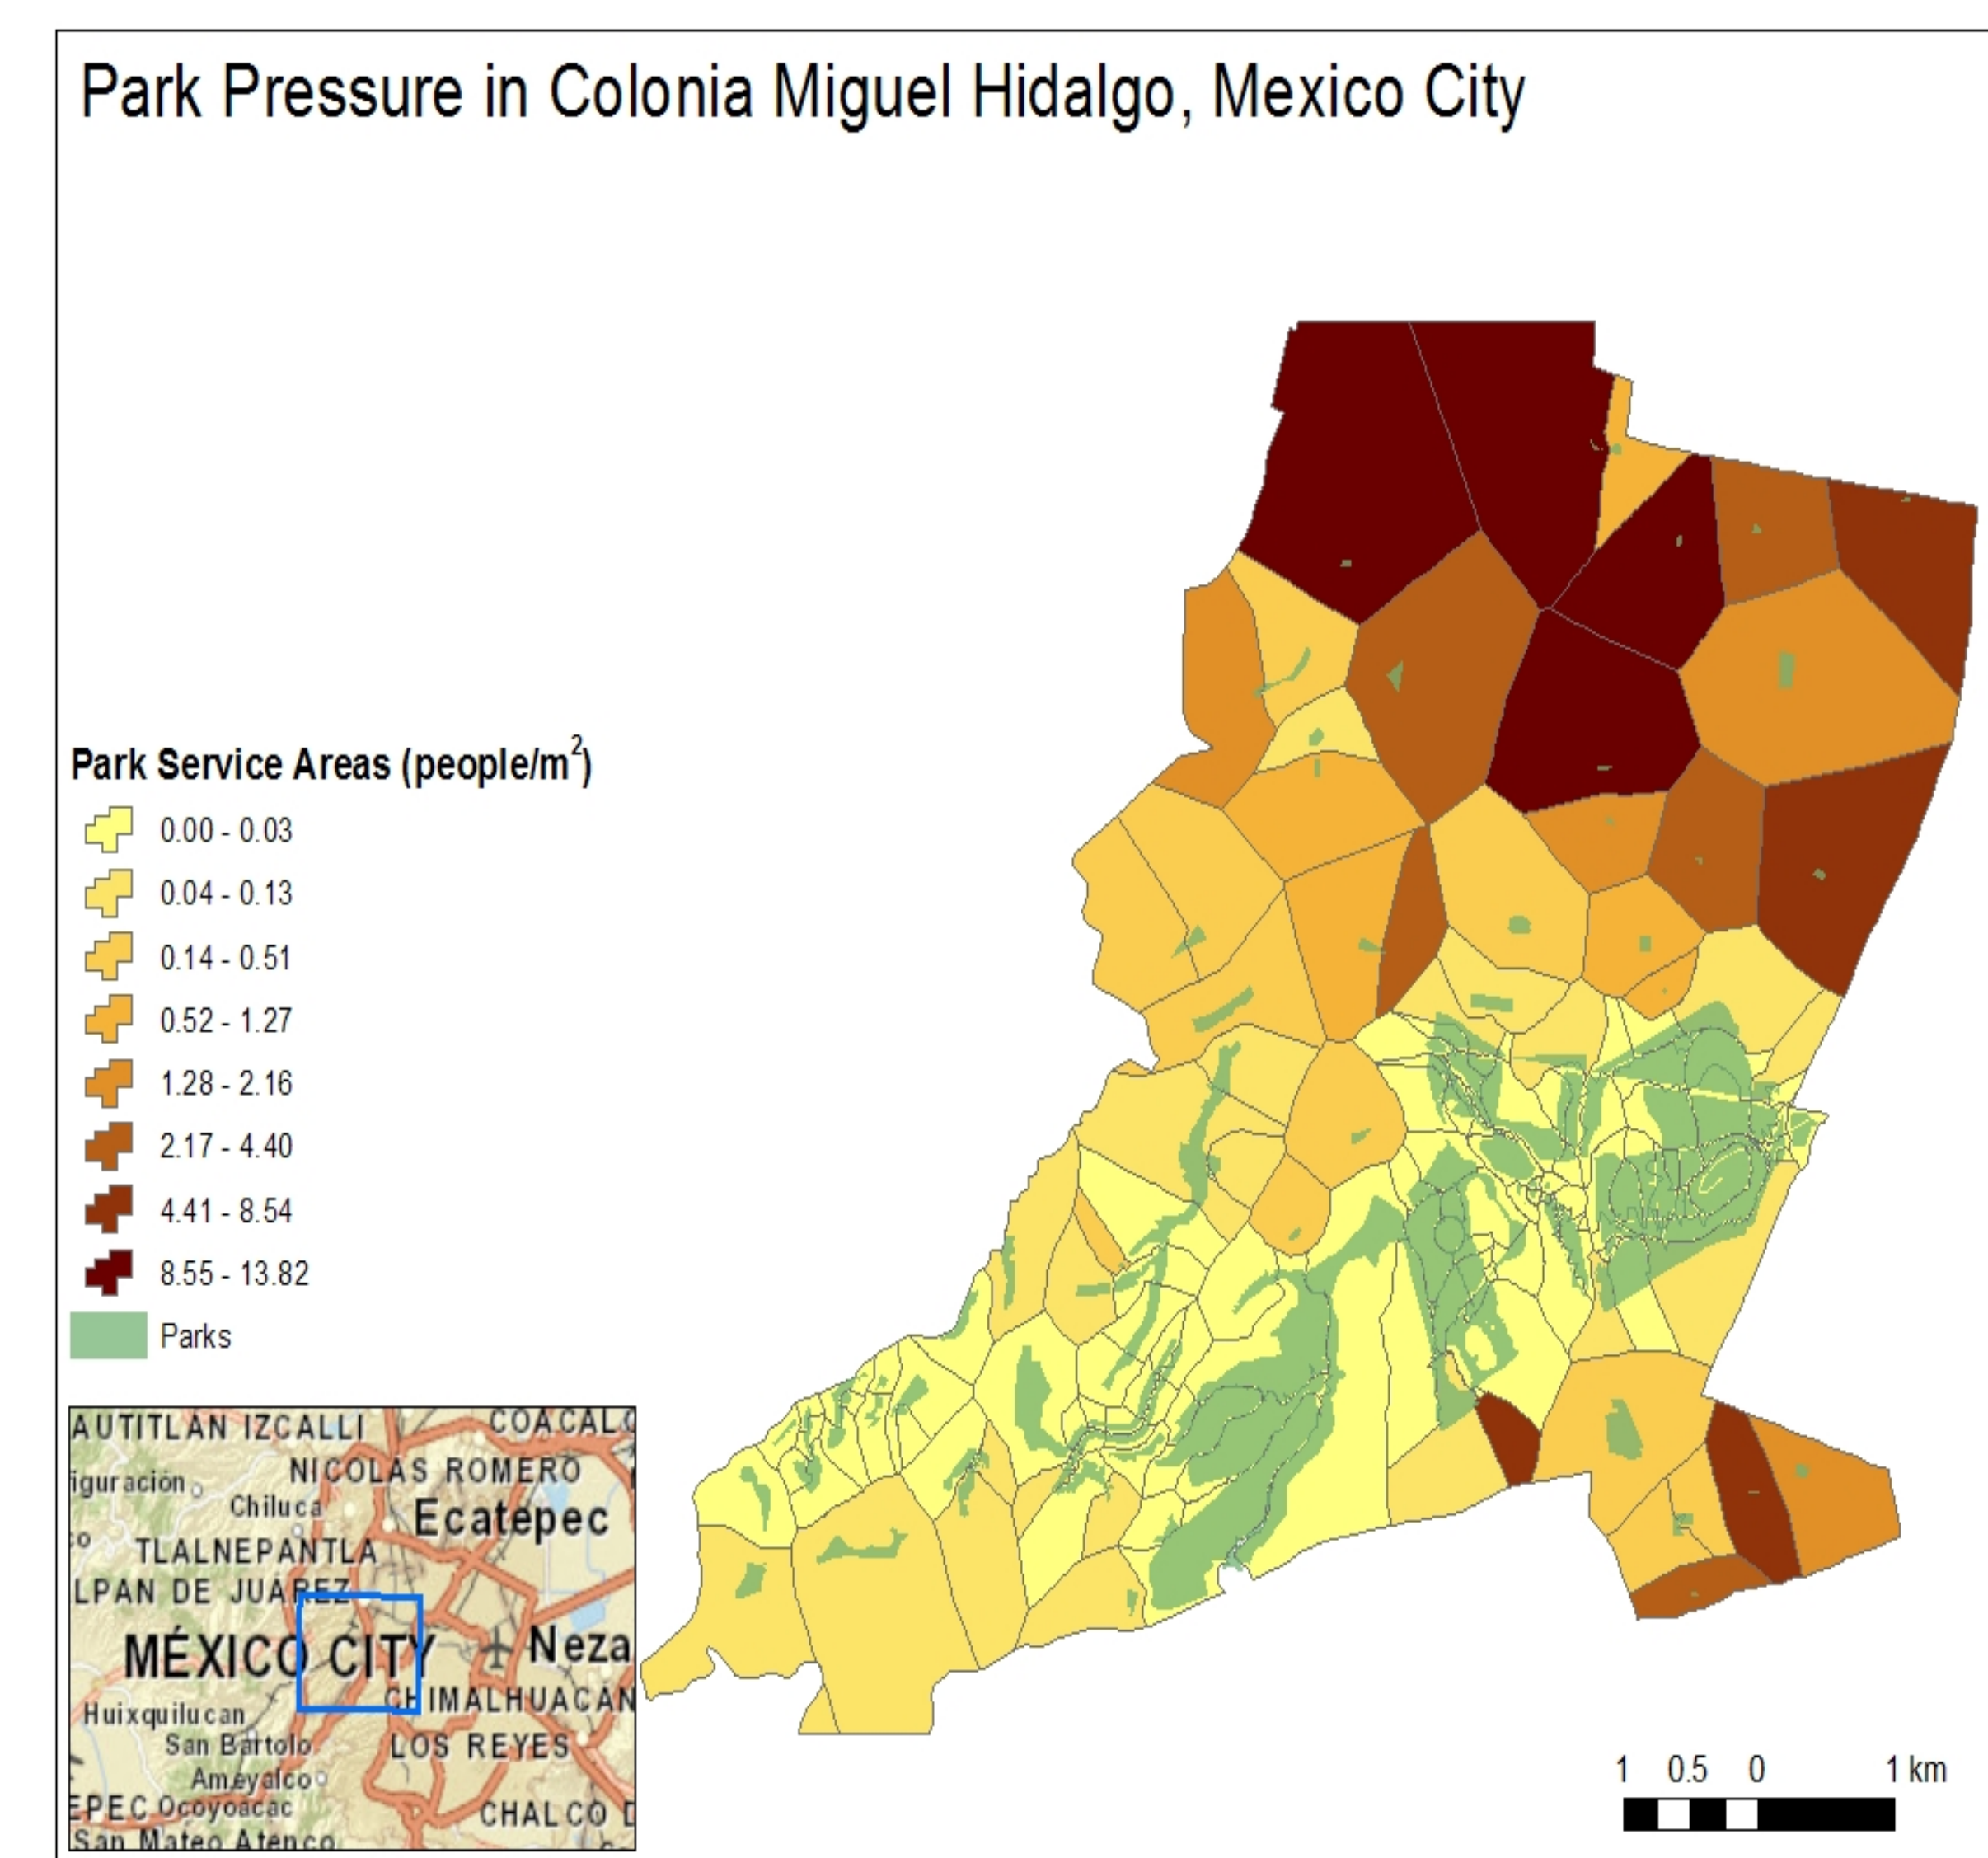 Park Pressure in Colonia Miguel Hidalgo, Mexico City
Park Service Areas (people/m²)
0.00 - 0.03
0.04 - 0.13
0.14 - 0.51
0.52 - 1.27
1.28 - 2.16
2.17 - 4.40
4.41 - 8.54
8.55 - 13.82
Parks
AUTITLAN IZCALLI
COACALC
NICOLÁS ROMERO
iguración
Chiluca
Ecatepec
TLALNEPANTLA
LPAN DE JUÁREZ
MÉXICO CITY
Neza
CHIMALHUACÁN
Huixquilucan
San Bartolo
LOS REYES
Ameyalco
EPEC Ocoyoacac
CHALCO D
San Mateo Atenco
1 0.5 0 1 km